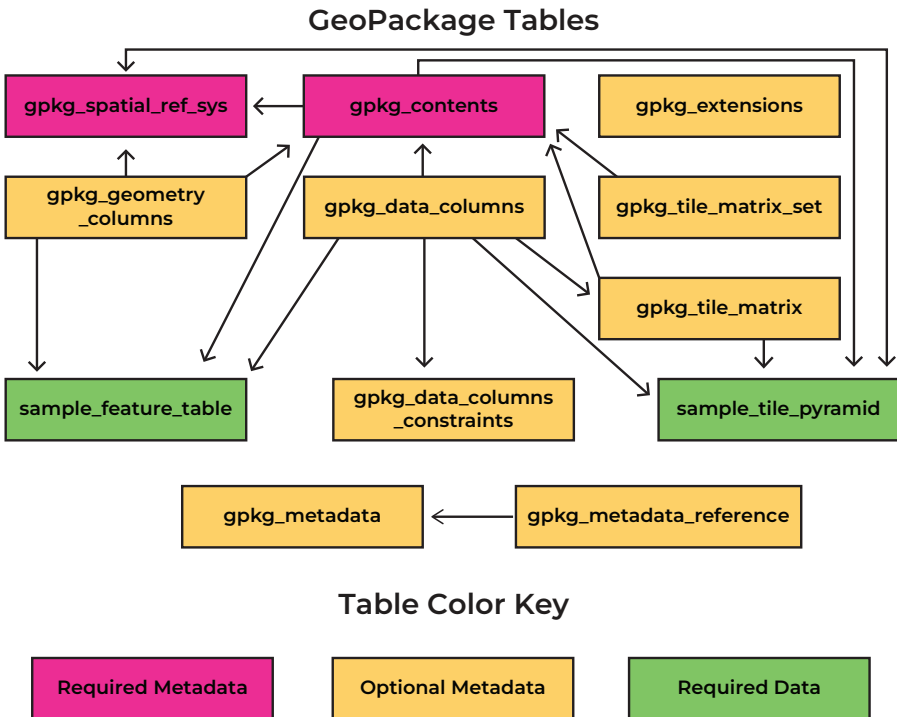 GeoPackage Tables
gpkg_spatial_ref_sys
gpkg_contents
gpkg_extensions
gpkg_geometry
_columns
gpkg_data_columns
gpkg_tile_matrix_set
gpkg_tile_matrix
sample_feature_table
gpkg_data_columns
_constraints
sample_tile_pyramid
gpkg_metadata
gpkg_metadata_reference
Table Color Key
Required Metadata
Optional Metadata
Required Data